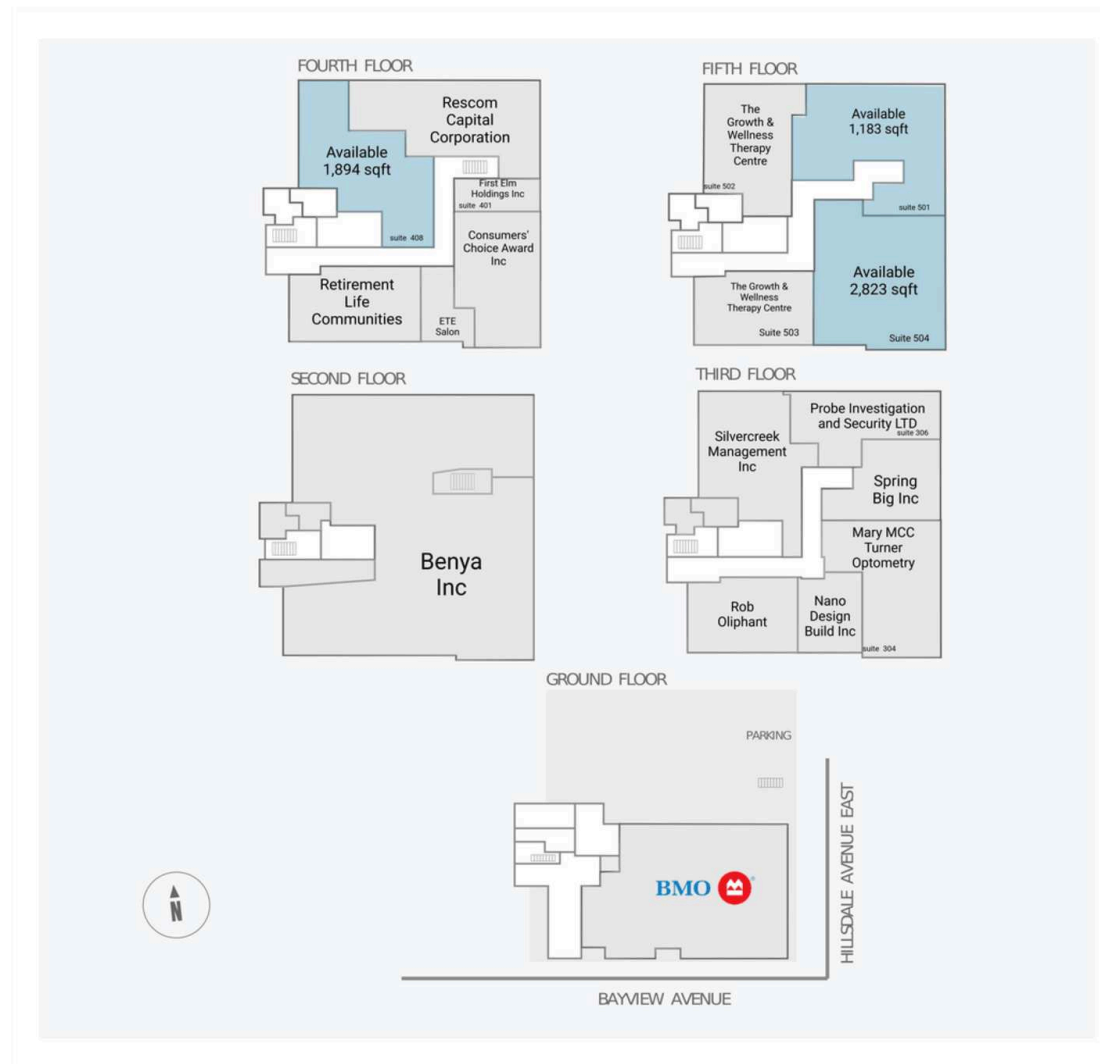 FOURTH FLOOR
Rescom
Capital
Corporation
Available
1,894 sqft
First Elm
Holdings Inc
suite 401
suite 408
Consumers'
Choice Award
Inc
Retirement
Life
Communities
ETE
Salon
FIFTH FLOOR
The
Growth &
Wellness
Therapy
Centre
suite 502
Available
1,183 sqft
suite 501
Available
2,823 sqft
Suite 504
The Growth &
Wellness
Therapy Centre
Suite 503
SECOND FLOOR
Benya
Inc
THIRD FLOOR
Probe Investigation
and Security LTD
suite 306
Silvercreek
Management
Inc
Spring
Big Inc
Mary MCC
Turner
Optometry
suite 304
Rob
Oliphant
Nano
Design
Build Inc
GROUND FLOOR
PARKING
BMO
HILLSDALE AVENUE EAST
BAYVIEW AVENUE
N